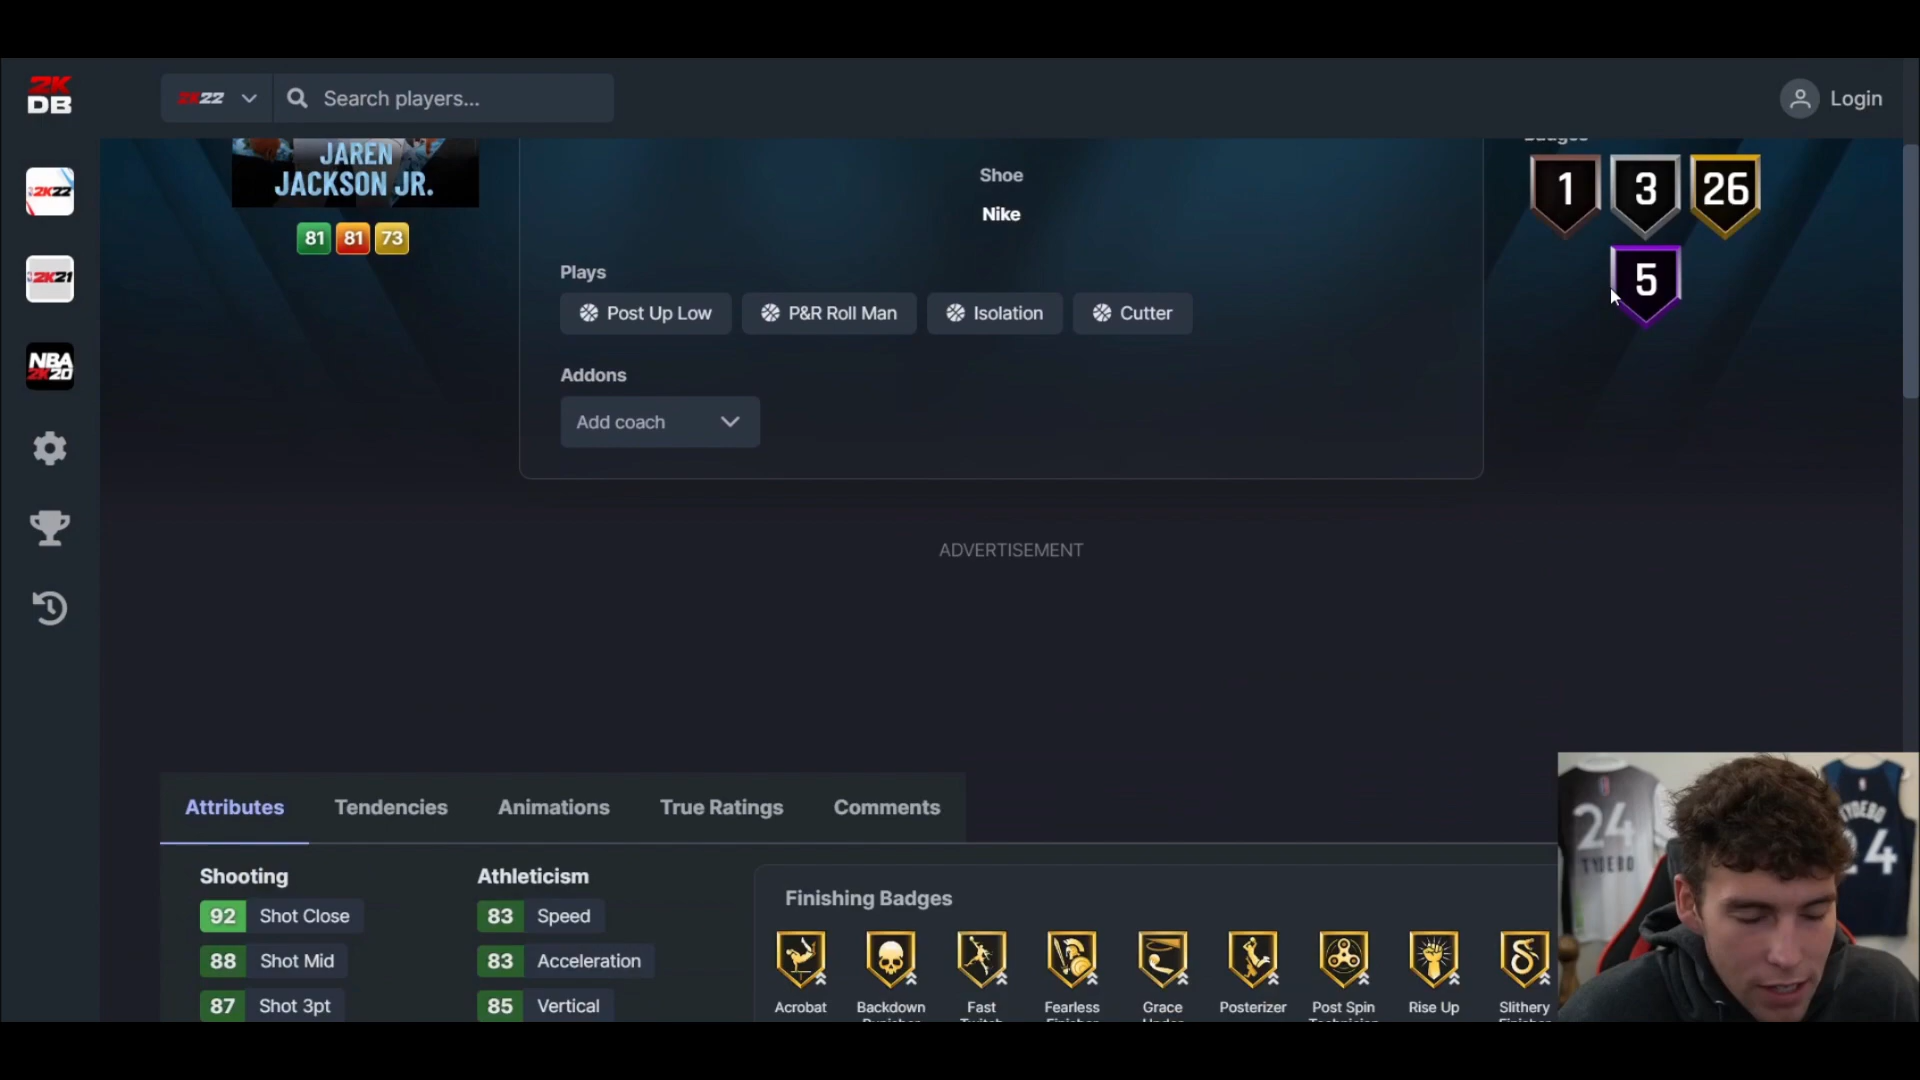 2K
DB
2K22
Search players...
Login
2K22
2K21
NBA
2K20
JAREN
JACKSON JR.
81 81 73
Shoe
Nike
Badges
1 3 26
5
Plays
Post Up Low P&R Roll Man Isolation Cutter
Addons
Add coach
ADVERTISEMENT
Attributes Tendencies Animations True Ratings Comments
Shooting
92 Shot Close
88 Shot Mid
87 Shot 3pt
Athleticism
83 Speed
83 Acceleration
85 Vertical
Finishing Badges
Acrobat Backdown Fast Fearless Grace Posterizer Post Spin Rise Up Slithery
24
TYDEBO